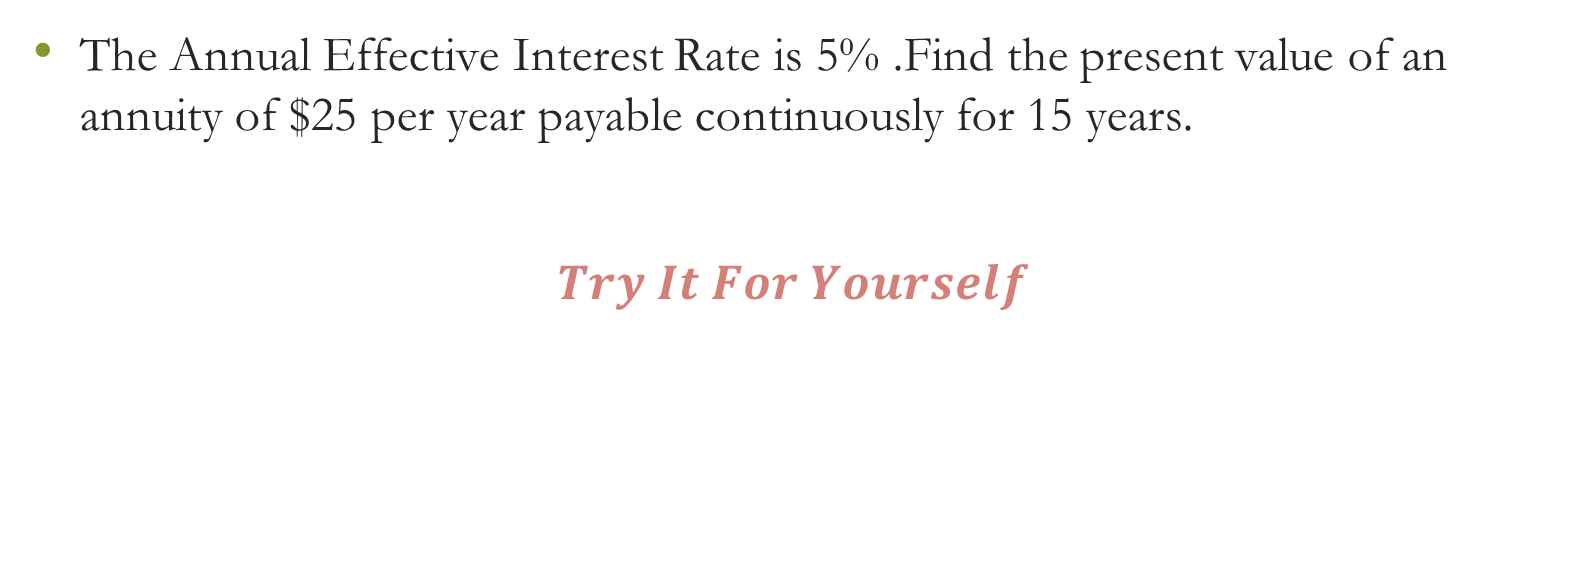 • The Annual Effective Interest Rate is 5% .Find the present value of an
annuity of $25 per year payable continuously for 15 years.
Try It For Yourself